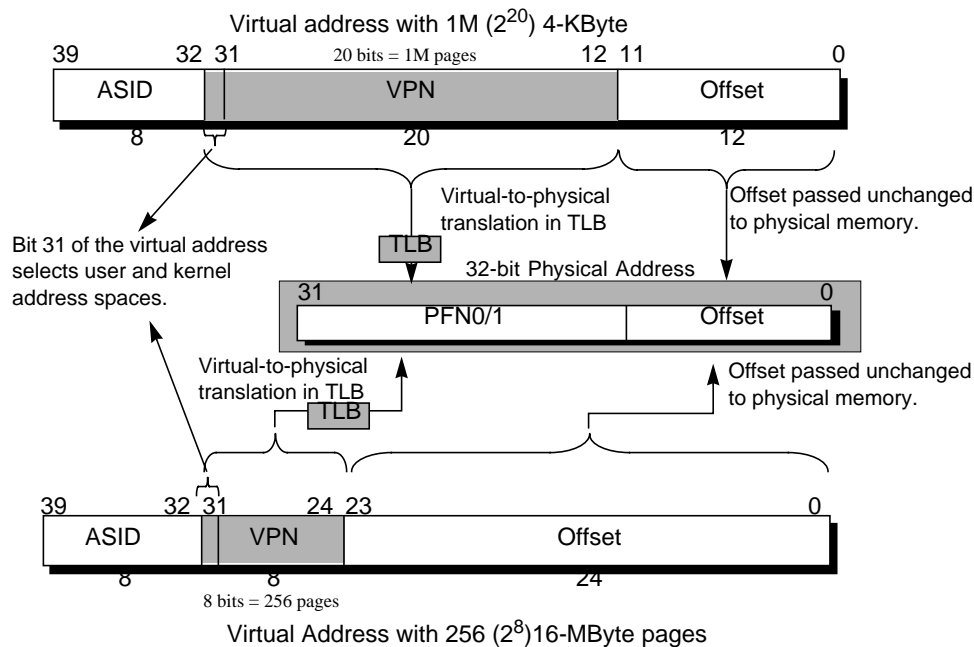 Virtual address with 1M (2^20) 4-KByte
39 32 31 20 bits = 1M pages 12 11 0
ASID VPN Offset
8 20 12
Virtual-to-physical
translation in TLB
Offset passed unchanged
to physical memory.
TLB
Bit 31 of the virtual address
selects user and kernel
address spaces.
32-bit Physical Address
31 0
PFN0/1 Offset
Virtual-to-physical
translation in TLB
TLB
Offset passed unchanged
to physical memory.
39 32 31 24 23 0
ASID VPN Offset
8 8 24
8 bits = 256 pages
Virtual Address with 256 (2^8)16-MByte pages